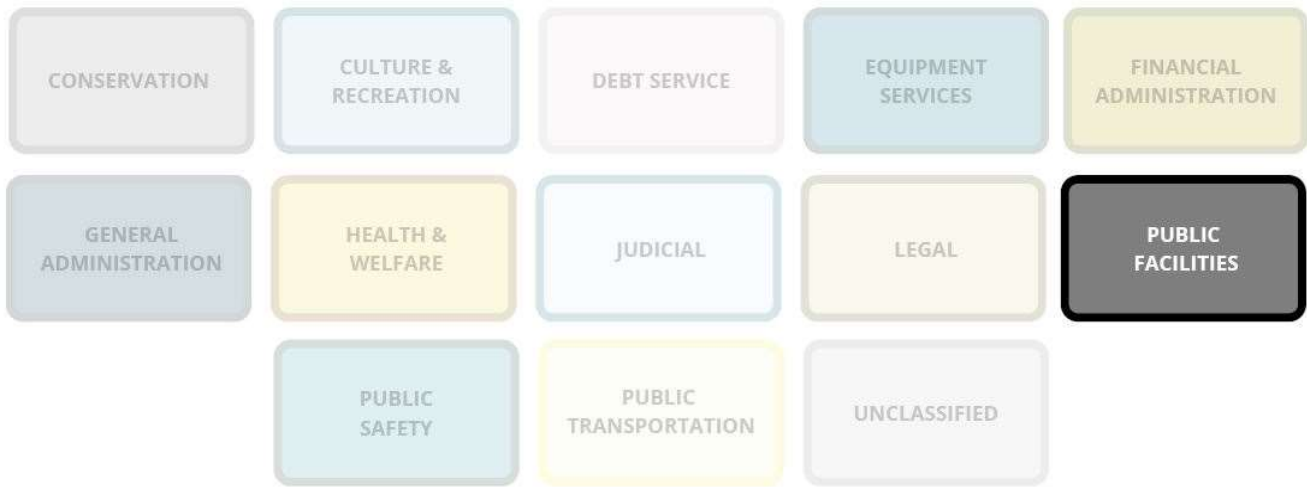 CONSERVATION
CULTURE &
RECREATION
DEBT SERVICE
EQUIPMENT
SERVICES
FINANCIAL
ADMINISTRATION
GENERAL
ADMINISTRATION
HEALTH &
WELFARE
JUDICIAL
LEGAL
PUBLIC
FACILITIES
PUBLIC
SAFETY
PUBLIC
TRANSPORTATION
UNCLASSIFIED